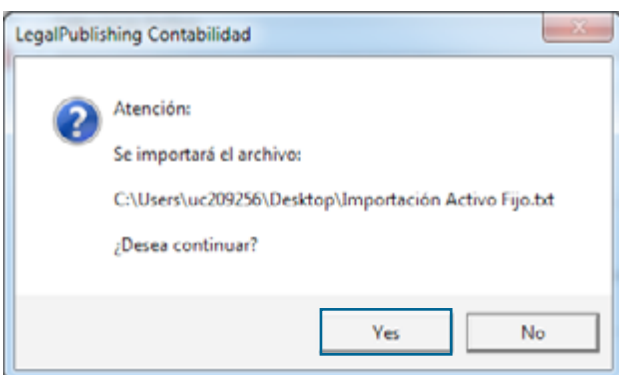 LegalPublishing Contabilidad
Atención:
Se importará el archivo:
C:\Users\uc209256\Desktop\Importación Activo Fijo.txt
¿Desea continuar?
Yes
No